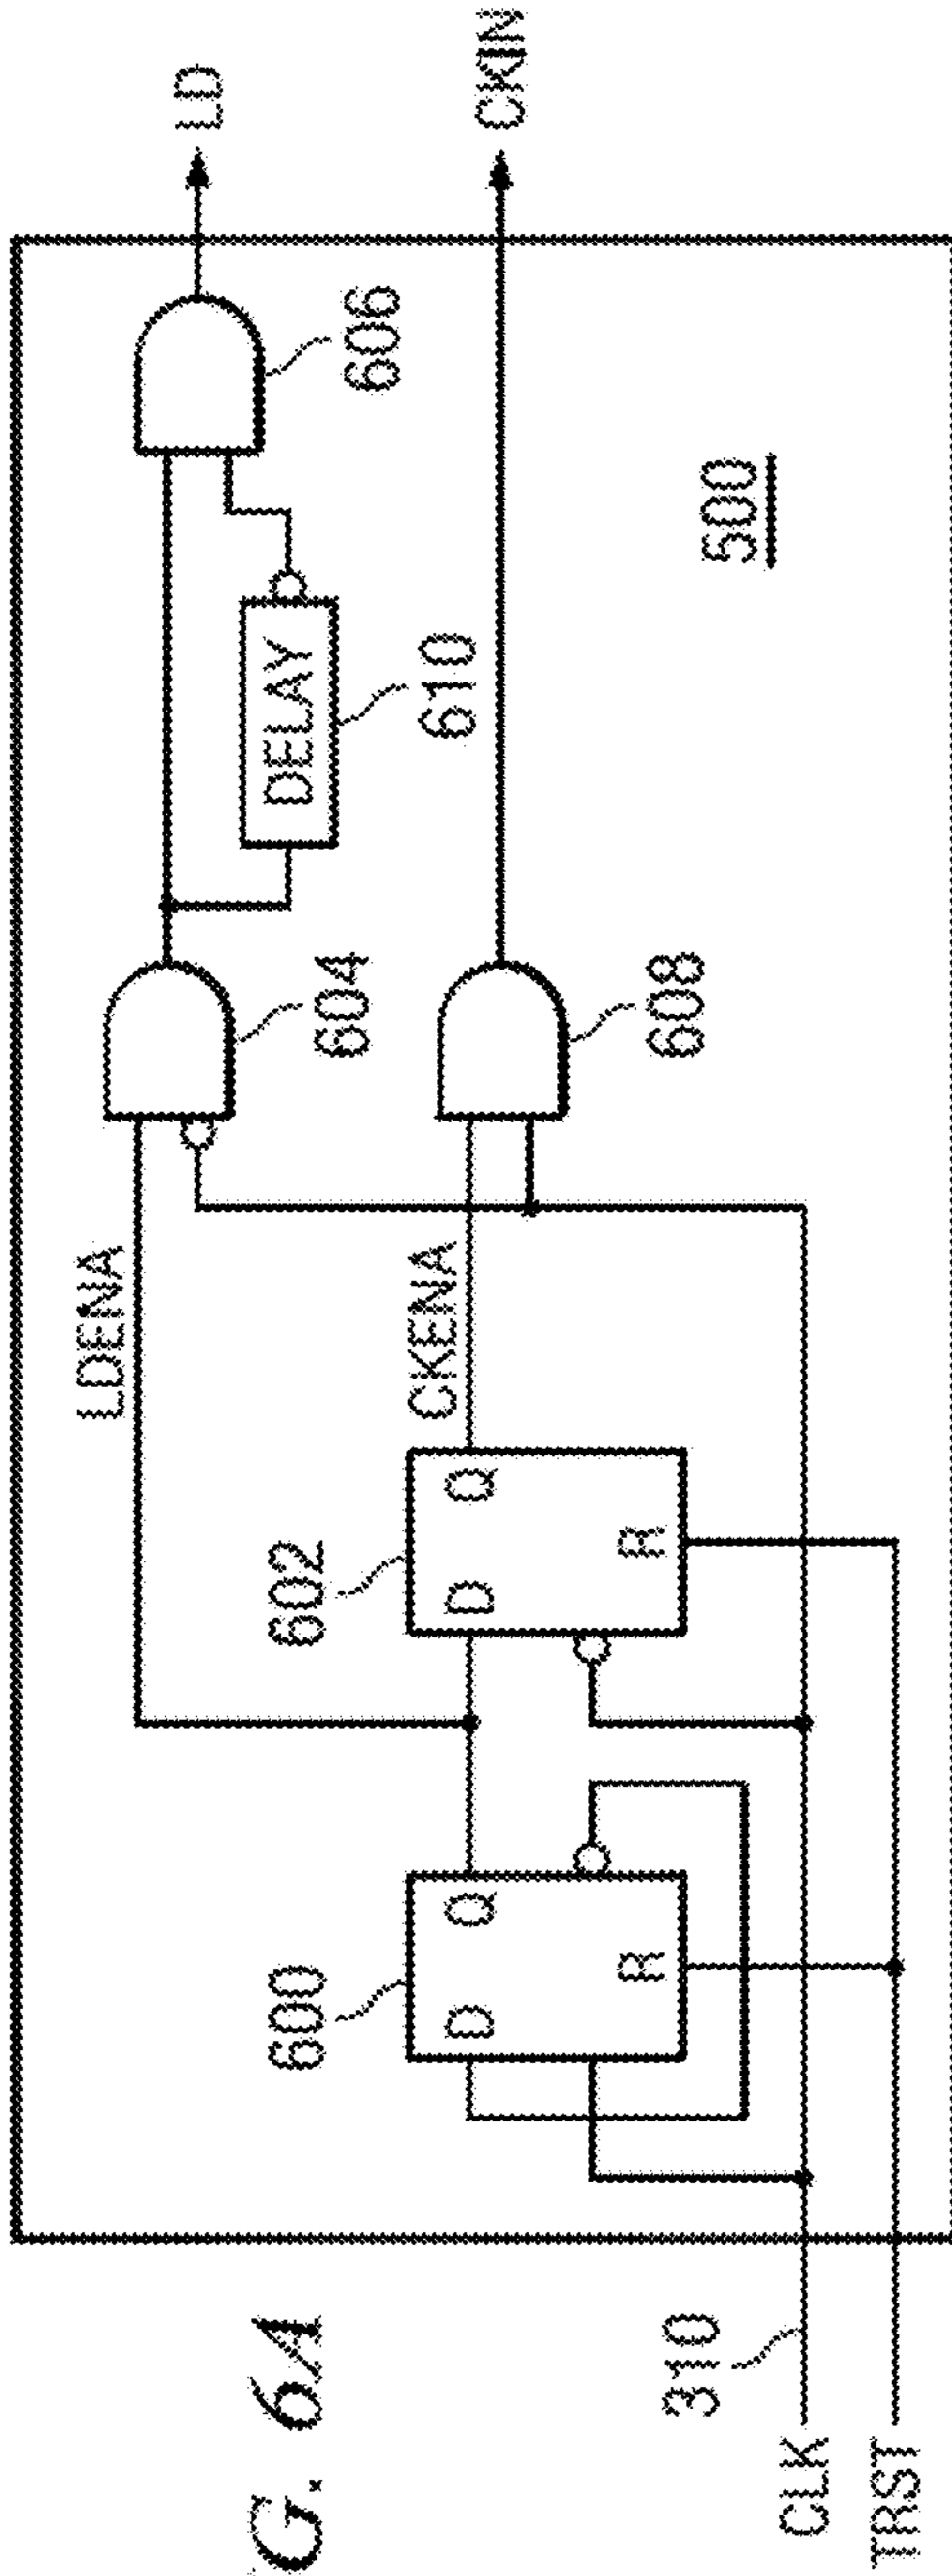 LD
606
DELAY
610
LDENA
604
CKIN
CKENA
608
500
602
D
Q
R
600
D
Q
R
310
CLK
TRST
G. 6A